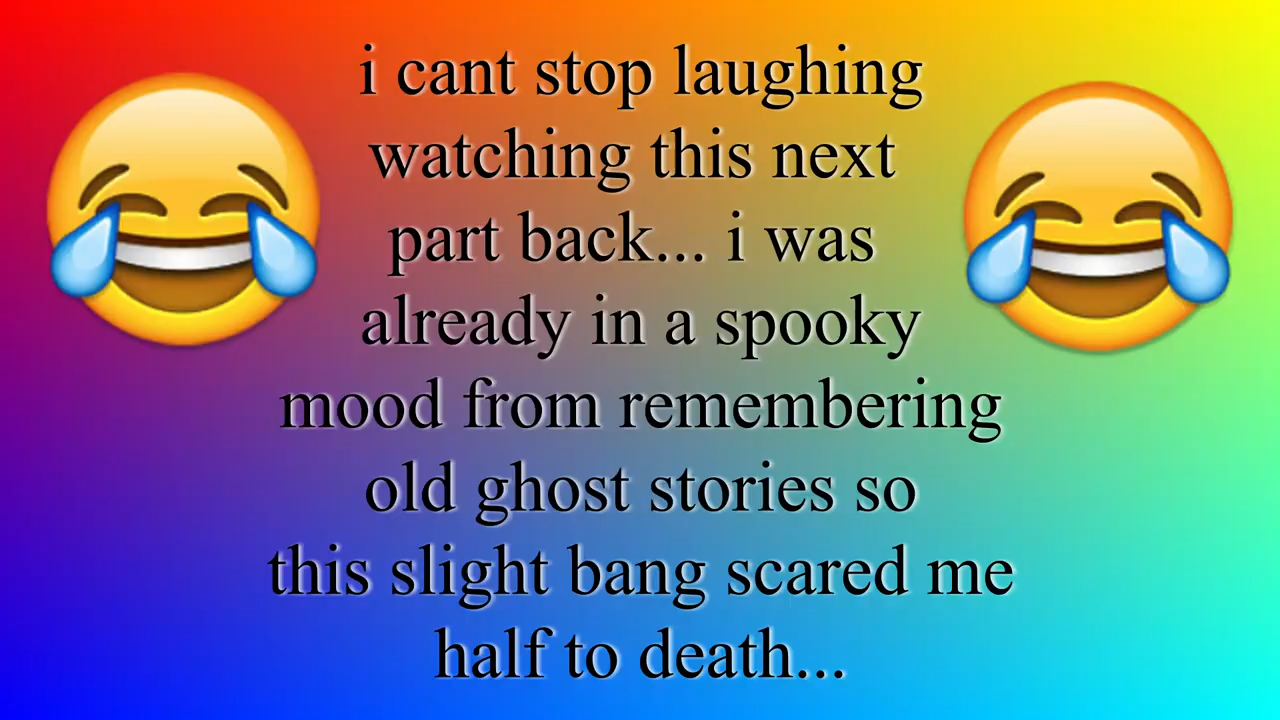 i cant stop laughing
watching this next
part back... i was
already in a spooky
mood from remembering
old ghost stories so
this slight bang scared me
half to death...